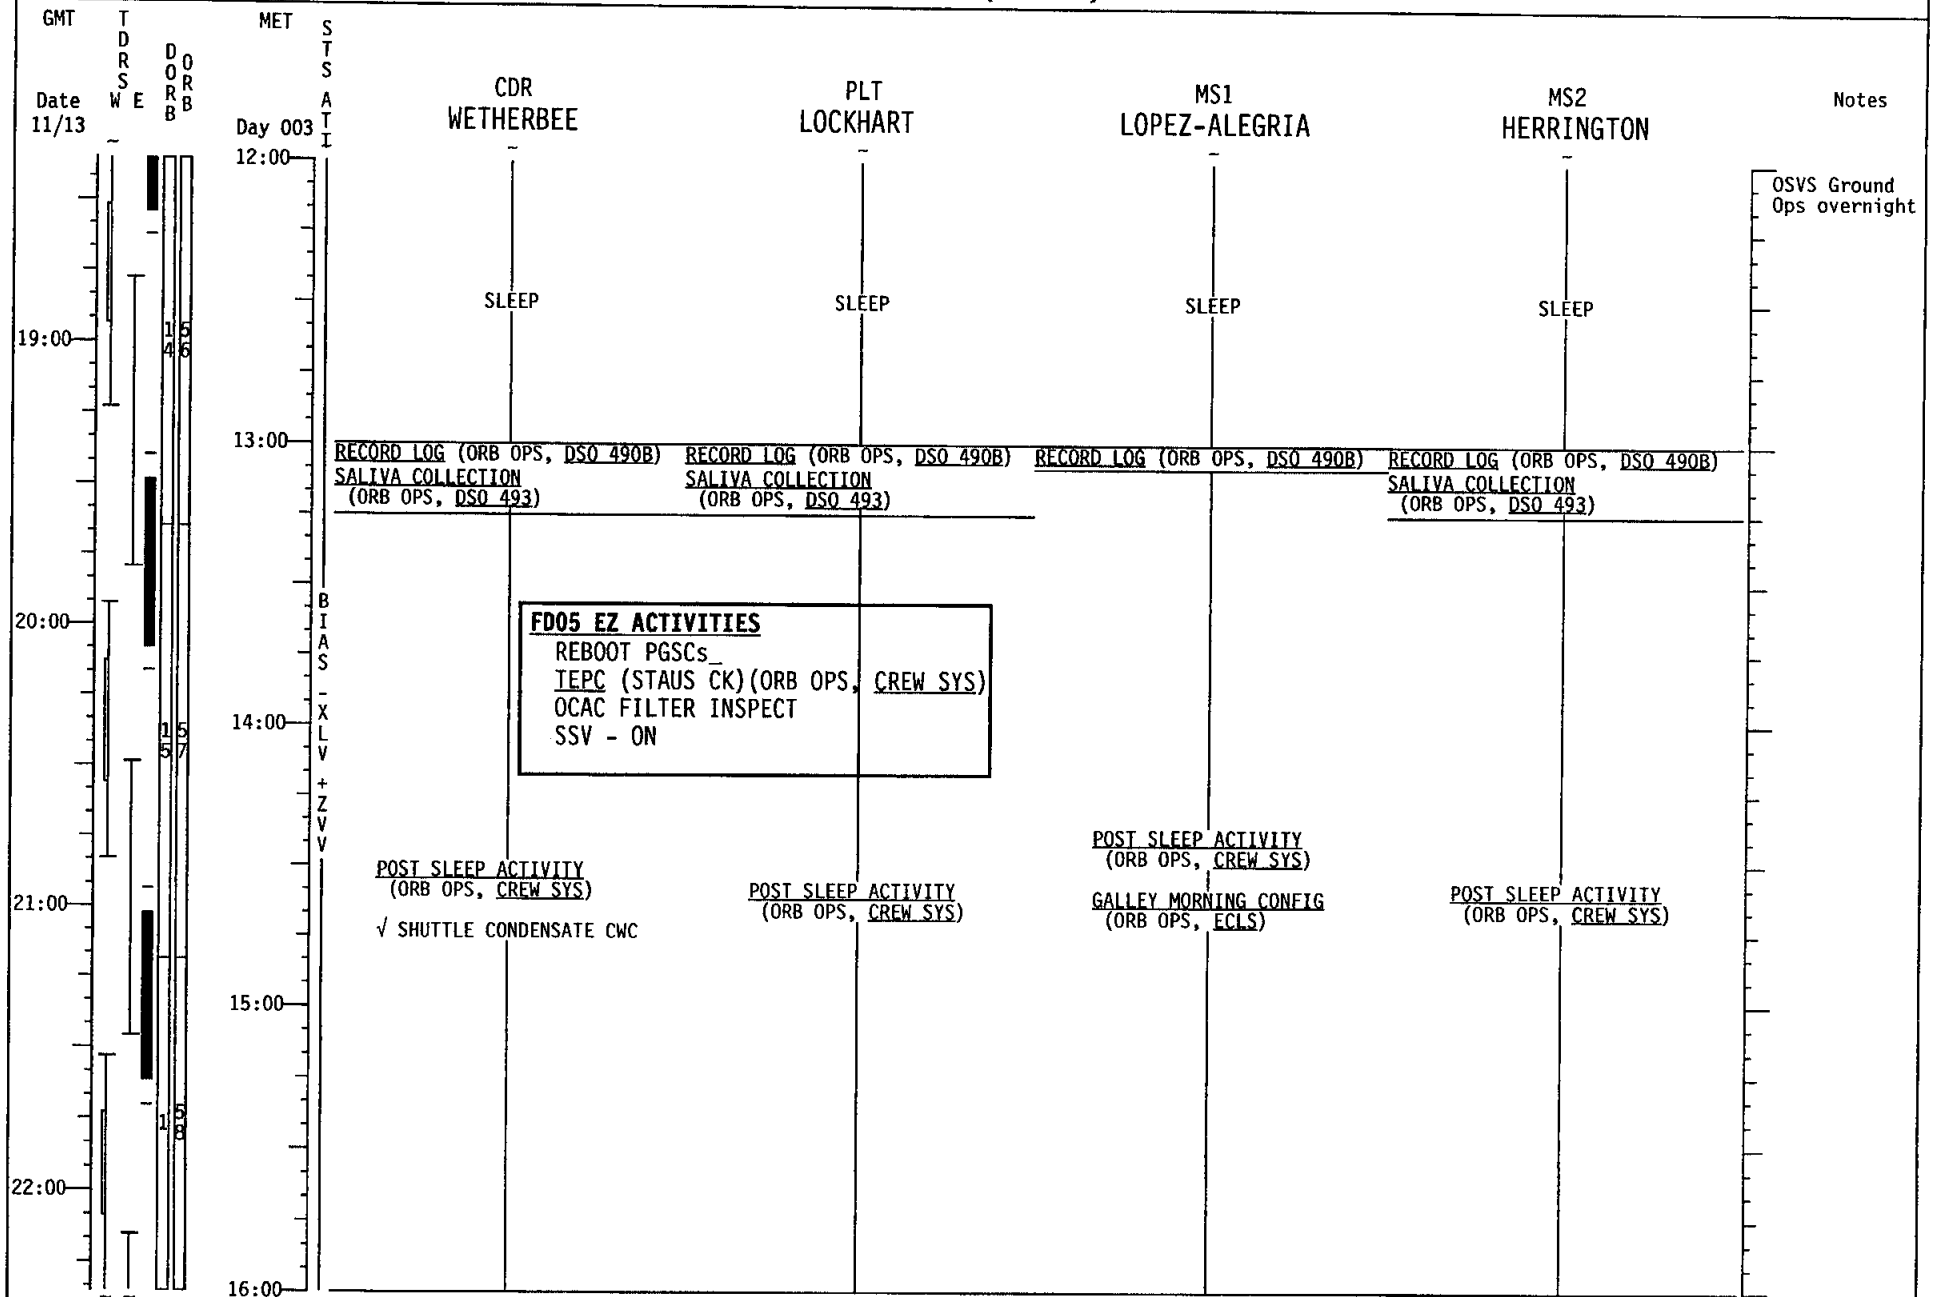 GMT
TDRS
W E
DORB
ORB
MET
STS ATT
Date
11/13
Day 003
CDR
WETHERBEE
PLT
LOCKHART
MS1
LOPEZ-ALEGRIA
MS2
HERRINGTON
Notes
12:00
OSVS Ground
Ops overnight
SLEEP
SLEEP
SLEEP
SLEEP
19:00
14
56
13:00
RECORD LOG (ORB OPS, DSO 490B)
SALIVA COLLECTION
(ORB OPS, DSO 493)
RECORD LOG (ORB OPS, DSO 490B)
SALIVA COLLECTION
(ORB OPS, DSO 493)
RECORD LOG (ORB OPS, DSO 490B)
RECORD LOG (ORB OPS, DSO 490B)
SALIVA COLLECTION
(ORB OPS, DSO 493)
20:00
BIAS -XLV +ZVV
FD05 EZ ACTIVITIES
REBOOT PGSCs_
TEPC (STAUS CK)(ORB OPS, CREW SYS)
OCAC FILTER INSPECT
SSV - ON
14:00
15
57
POST SLEEP ACTIVITY
(ORB OPS, CREW SYS)
√ SHUTTLE CONDENSATE CWC
POST SLEEP ACTIVITY
(ORB OPS, CREW SYS)
POST SLEEP ACTIVITY
(ORB OPS, CREW SYS)
GALLEY MORNING CONFIG
(ORB OPS, ECLS)
POST SLEEP ACTIVITY
(ORB OPS, CREW SYS)
21:00
15:00
1
58
22:00
16:00